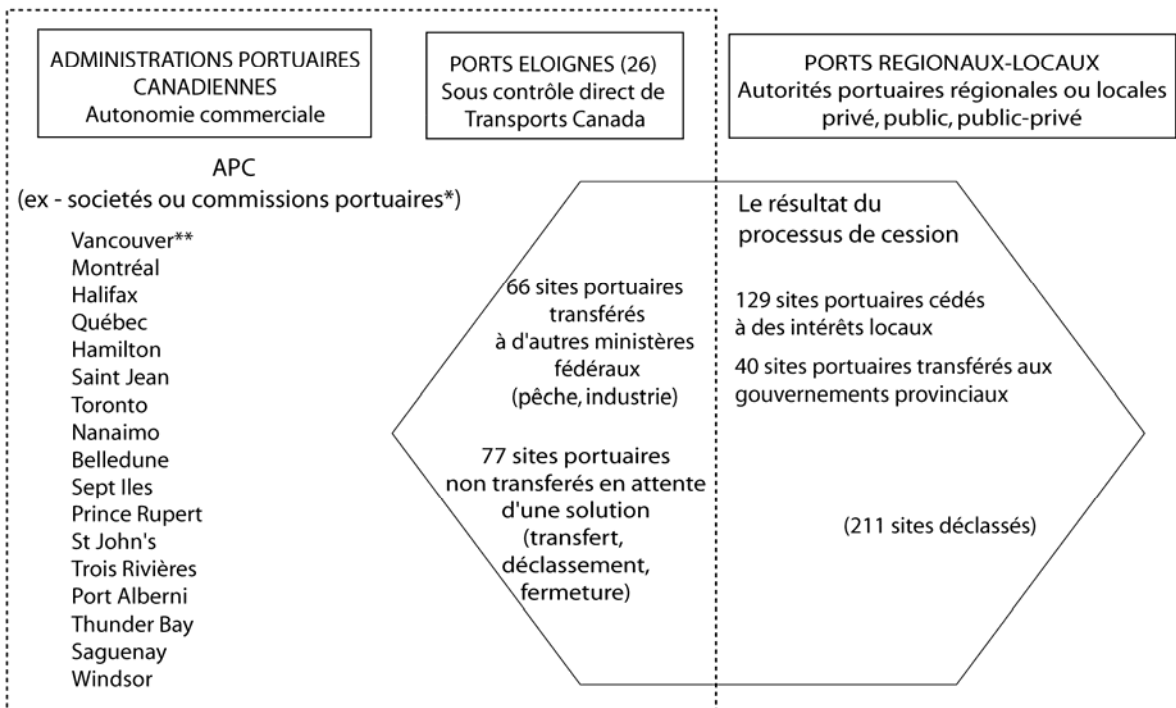 ADMINISTRATIONS PORTUAIRES
CANADIENNES
Autonomie commerciale
PORTS ELOIGNES (26)
Sous contrôle direct de
Transports Canada
PORTS REGIONAUX-LOCAUX
Autorités portuaires régionales ou locales
privé, public, public-privé
APC
(ex - societés ou commissions portuaires*)
Vancouver**
Montréal
Halifax
Québec
Hamilton
Saint Jean
Toronto
Nanaimo
Belledune
Sept Iles
Prince Rupert
St John's
Trois Rivières
Port Alberni
Thunder Bay
Saguenay
Windsor
66 sites portuaires
transférés
à d'autres ministères
fédéraux
(pêche, industrie)
77 sites portuaires
non transferés en attente
d'une solution
(transfert,
déclassement,
fermeture)
Le résultat du
processus de cession
129 sites portuaires cédés
à des intérêts locaux
40 sites portuaires transférés aux
gouvernements provinciaux
(211 sites déclassés)